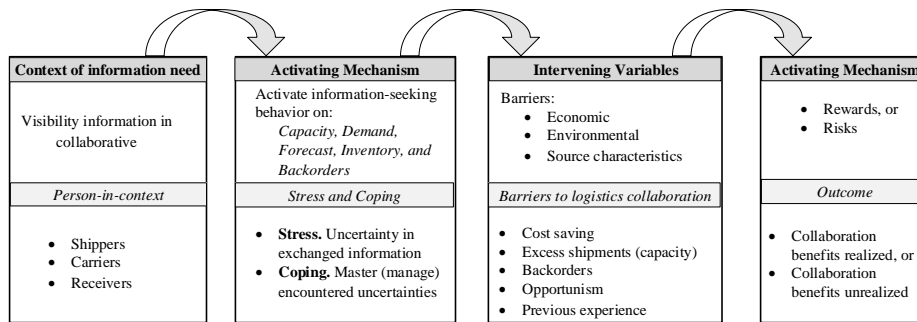 Context of information need
Visibility information in
collaborative
Person-in-context
• Shippers
• Carriers
• Receivers
Activating Mechanism
Activate information-seeking
behavior on:
Capacity, Demand,
Forecast, Inventory, and
Backorders
Stress and Coping
• Stress. Uncertainty in
exchanged information
• Coping. Master (manage)
encountered uncertainties
Intervening Variables
Barriers:
• Economic
• Environmental
• Source characteristics
Barriers to logistics collaboration
• Cost saving
• Excess shipments (capacity)
• Backorders
• Opportunism
• Previous experience
Activating Mechanism
• Rewards, or
• Risks
Outcome
• Collaboration
benefits realized, or
• Collaboration
benefits unrealized